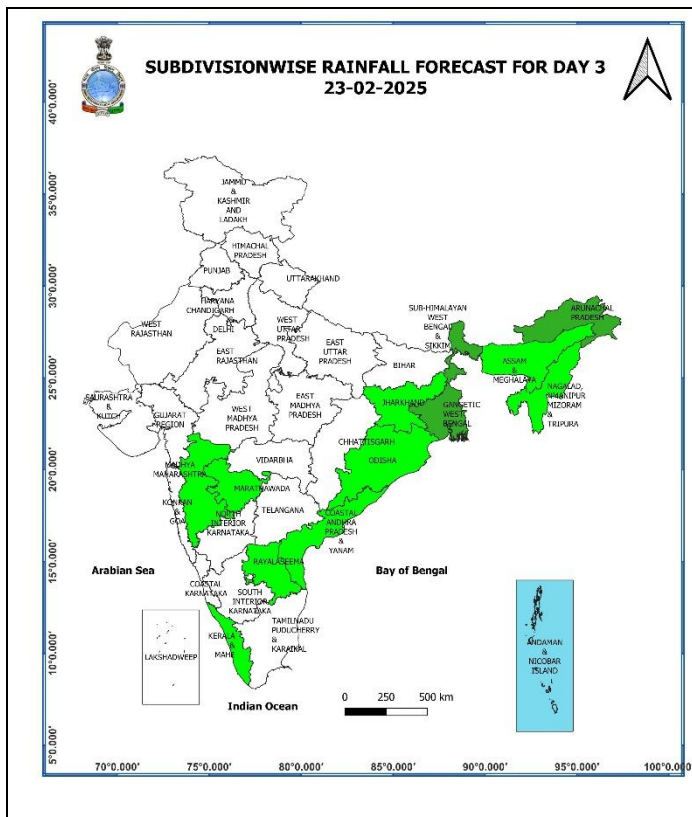 SUBDIVISIONWISE RAINFALL FORECAST FOR DAY 3
23-02-2025
40°0.000'
35°0.000'
30°0.000'
25°0.000'
20°0.000'
15°0.000'
10°0.000'
5°0.000'
JAMMU
&
KASHMIR
AND
LADAKH
HIMACHAL
PRADESH
PUNJAB
UTTARAKHAND
HARYANA
CHANDIGARH
&
DELHI
WEST
RAJASTHAN
WEST
UTTAR
PRADESH
EAST
UTTAR
PRADESH
EAST
RAJASTHAN
SUB-HIMALAYAN
WEST
BENGAL
&
SIKKIM
ARUNACHAL
PRADESH
BIHAR
ASSAM
&
MEGHALAYA
NAGALAD,
MANIPUR
MIZORAM
&
TRIPURA
SAURASHTRA
&
KUTCH
GUJARAT
REGION
WEST
MADHYA
PRADESH
EAST
MADHYA
PRADESH
JHARKHAND
GANGETIC
WEST
BENGAL
CHHATTISGARH
ODISHA
VIDARBHA
MADHYA
MAHARASHTRA
MARATHAWADA
KONKAN
&
GOA
NORTH
INTERIOR
KARNATAKA
TELANGANA
COASTAL
ANDHRA
PRADESH
&
YANAM
RAYALASEEMA
Arabian Sea
Bay of Bengal
COASTAL
KARNATAKA
SOUTH
INTERIOR
KARNATAKA
TAMILNADU
PUDUCHERRY
&
KARAIKAL
KERALA
&
MAHE
LAKSHADWEEP
ANDAMAN
&
NICOBAR
ISLAND
Indian Ocean
0 250 500 km
70°0.000' 75°0.000' 80°0.000' 85°0.000' 90°0.000' 95°0.000' 100°0.000'